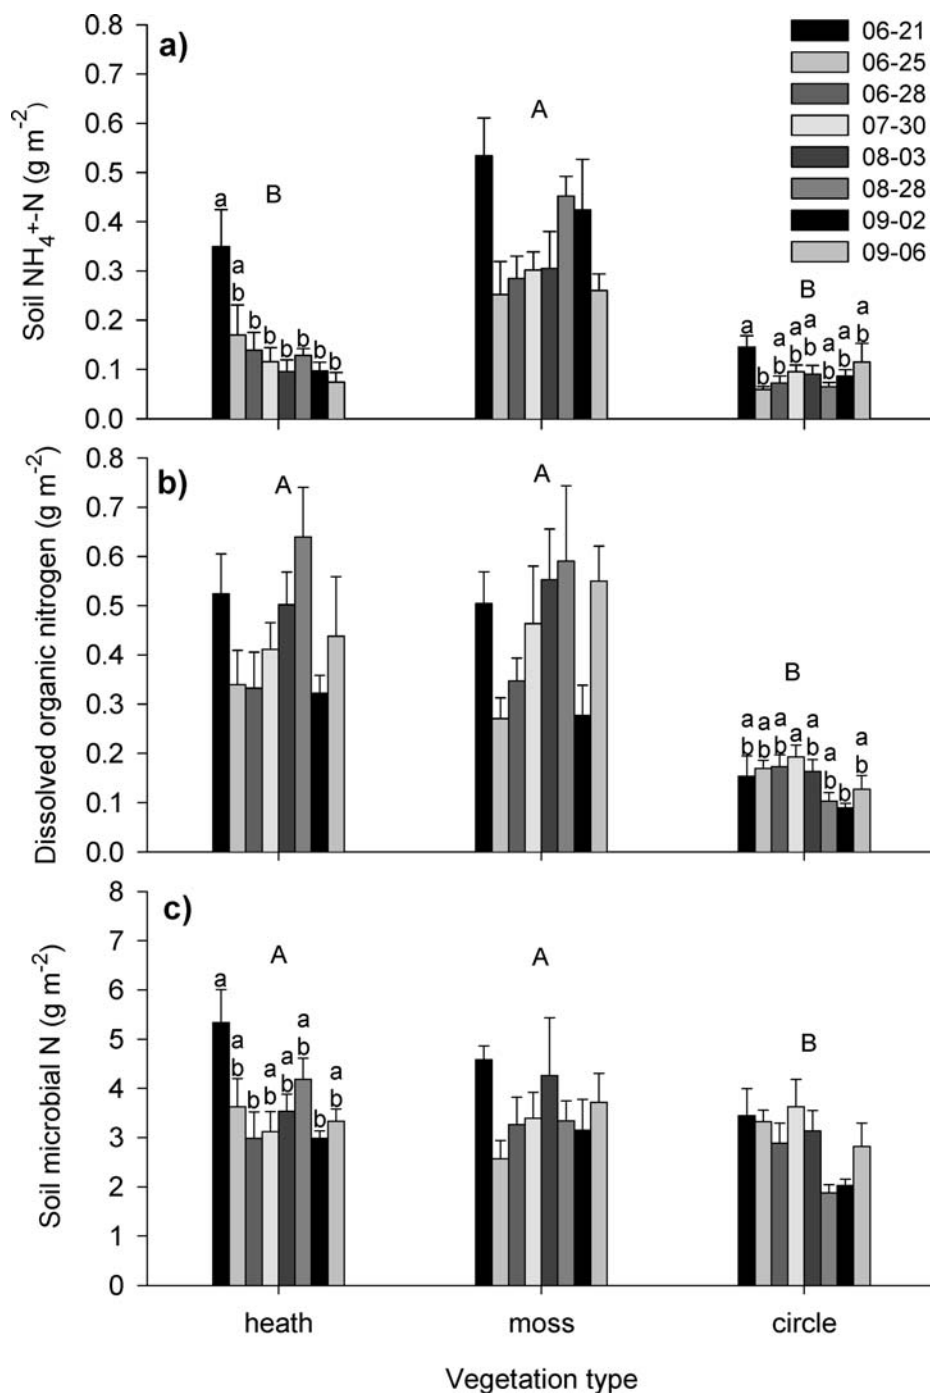 a)
Soil NH₄⁺-N (g m⁻²)
0.8
0.7
0.6
0.5
0.4
0.3
0.2
0.1
0.0
B
a
a
b
b
b
b
b
b
b
A
B
a
b
a
b
a
b
a
b
a
b
a
b
a
b
06-21
06-25
06-28
07-30
08-03
08-28
09-02
09-06
b)
Dissolved organic nitrogen (g m⁻²)
0.8
0.7
0.6
0.5
0.4
0.3
0.2
0.1
0.0
A
A
B
a
b
a
b
a
b
a
a
b
a
b
b
a
b
c)
Soil microbial N (g m⁻²)
8
7
6
5
4
3
2
1
0
A
a
a
b
b
a
b
a
b
a
b
b
a
b
A
B
heath
moss
circle
Vegetation type